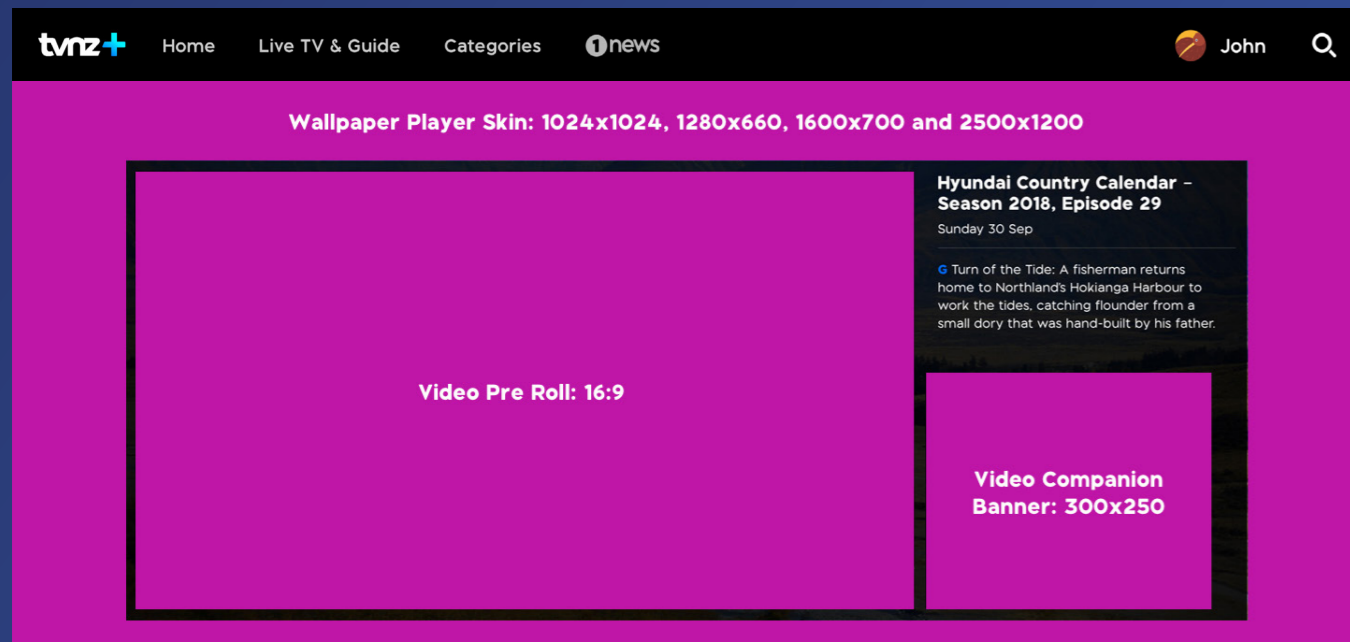 tvnz+ Home Live TV & Guide Categories 1news John
Wallpaper Player Skin: 1024x1024, 1280x660, 1600x700 and 2500x1200
Hyundai Country Calendar –
Season 2018, Episode 29
Sunday 30 Sep
G Turn of the Tide: A fisherman returns
home to Northland's Hokianga Harbour to
work the tides, catching flounder from a
small dory that was hand-built by his father.
Video Pre Roll: 16:9
Video Companion
Banner: 300x250